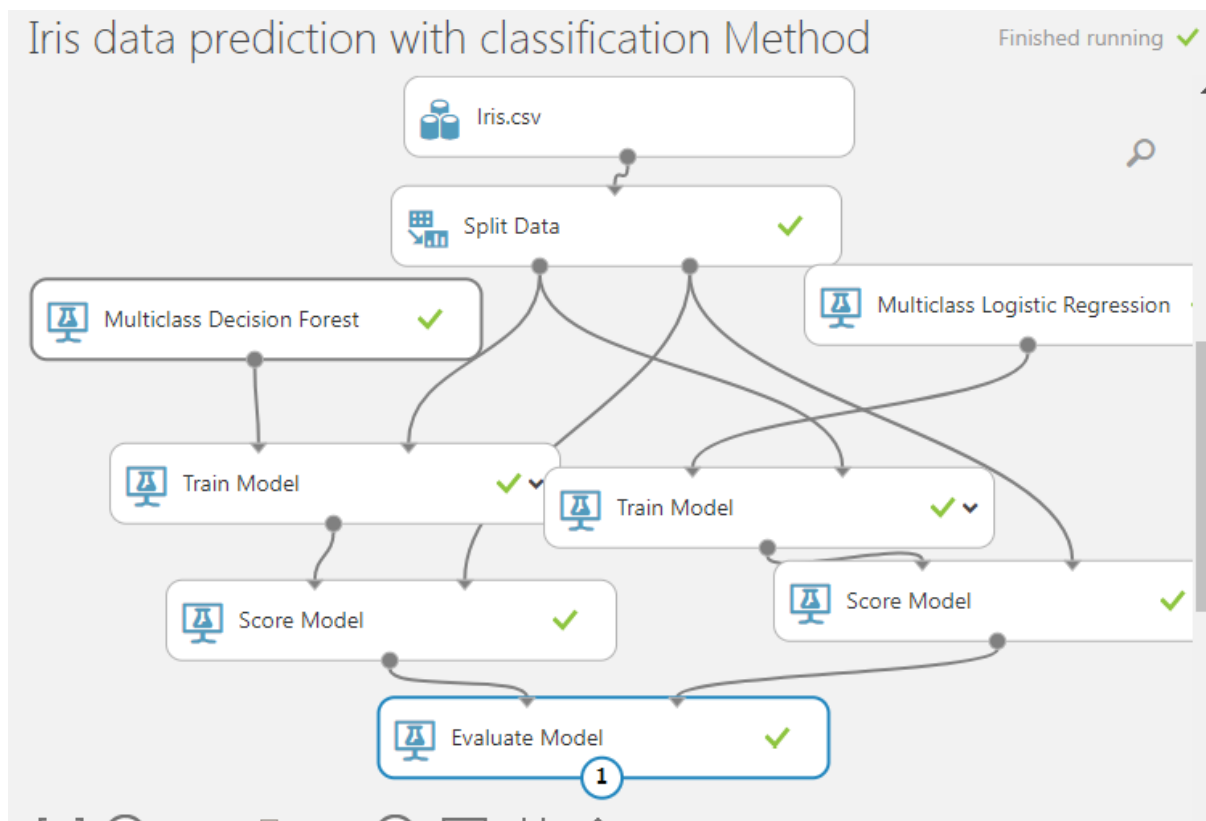 Iris data prediction with classification Method
Finished running
Iris.csv
Split Data
Multiclass Decision Forest
Multiclass Logistic Regression
Train Model
Train Model
Score Model
Score Model
Evaluate Model
1